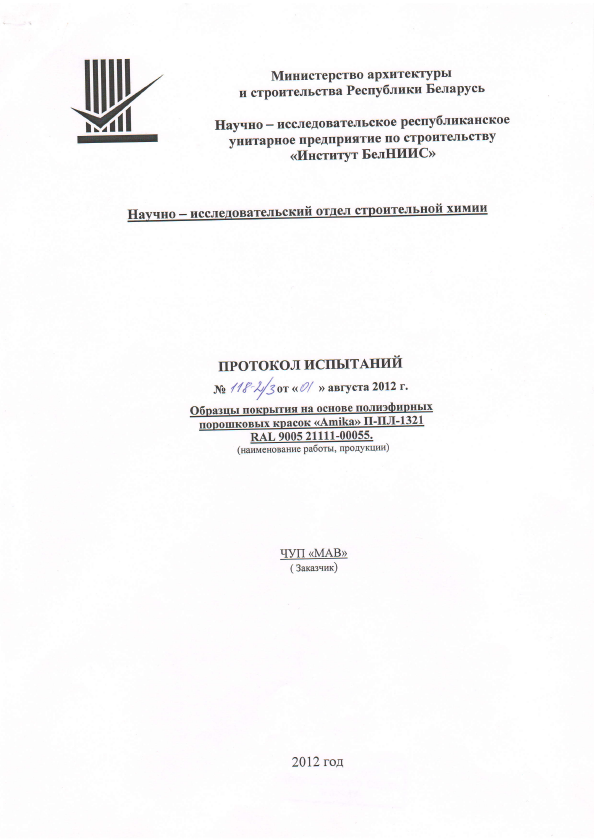 Министерство архитектуры
и строительства Республики Беларусь
Научно – исследовательское республиканское
унитарное предприятие по строительству
«Институт БелНИИС»
Научно – исследовательский отдел строительной химии
ПРОТОКОЛ ИСПЫТАНИЙ
№ 118-2/3 от «01» августа 2012 г.
Образцы покрытия на основе полиэфирных
порошковых красок «Amika» П-ПЛ-1321
RAL 9005 21111-00055.
(наименование работы, продукции)
ЧУП «МАВ»
( Заказчик)
2012 год